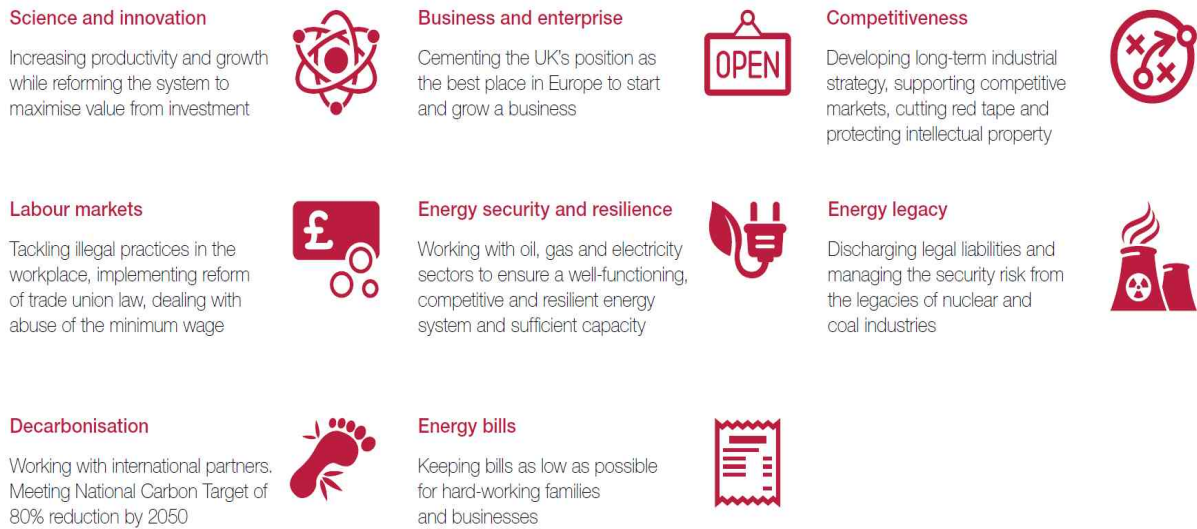 Science and innovation
Increasing productivity and growth
while reforming the system to
maximise value from investment
Business and enterprise
Cementing the UK's position as
the best place in Europe to start
and grow a business
OPEN
Competitiveness
Developing long-term industrial
strategy, supporting competitive
markets, cutting red tape and
protecting intellectual property
Labour markets
Tackling illegal practices in the
workplace, implementing reform
of trade union law, dealing with
abuse of the minimum wage
£
Energy security and resilience
Working with oil, gas and electricity
sectors to ensure a well-functioning,
competitive and resilient energy
system and sufficient capacity
Energy legacy
Discharging legal liabilities and
managing the security risk from
the legacies of nuclear and
coal industries
Decarbonisation
Working with international partners.
Meeting National Carbon Target of
80% reduction by 2050
Energy bills
Keeping bills as low as possible
for hard-working families
and businesses